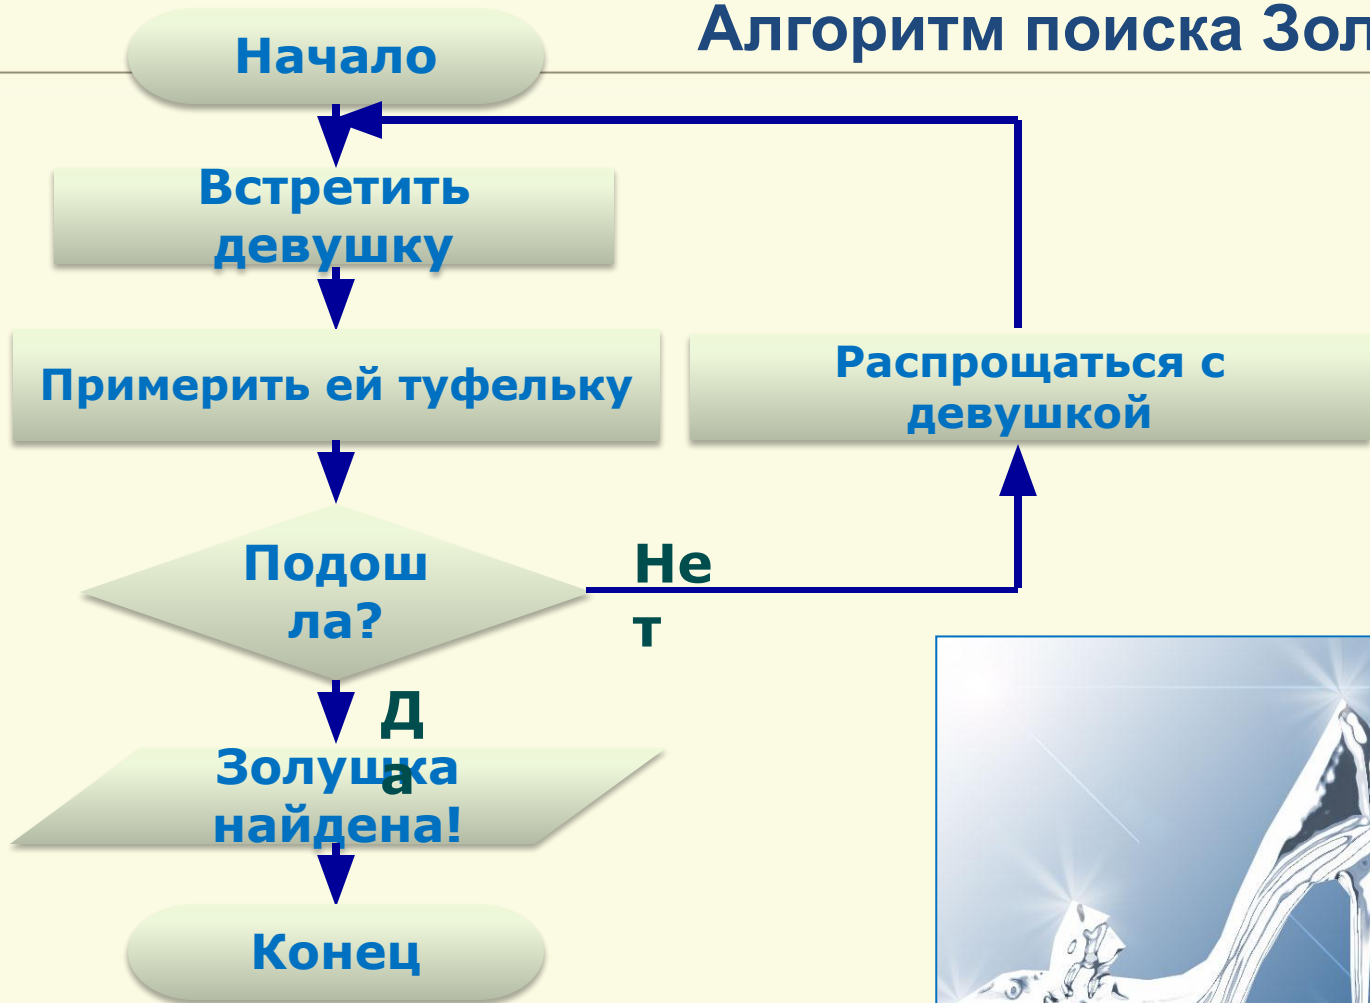 Алгоритм поиска Зол
Начало
Встретить
девушку
Примерить ей туфельку
Распрощаться с
девушкой
Подош
ла?
Не
т
Д
а
Золушка
найдена!
Конец